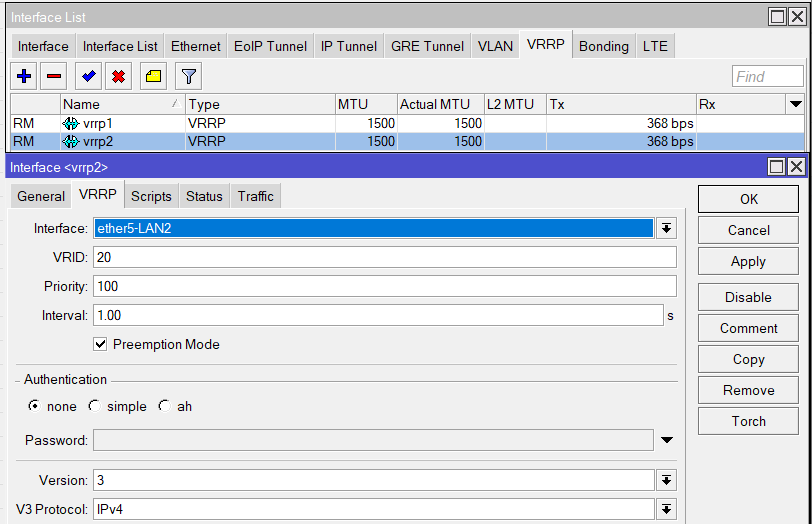 Interface List
Interface Interface List Ethernet EoIP Tunnel IP Tunnel GRE Tunnel VLAN VRRP Bonding LTE
Find
Name Type MTU Actual MTU L2 MTU Tx Rx
RM vrrp1 VRRP 1500 1500 368 bps
RM vrrp2 VRRP 1500 1500 368 bps
Interface <vrrp2>
General VRRP Scripts Status Traffic
Interface: ether5-LAN2
VRID: 20
Priority: 100
Interval: 1.00 s
Preemption Mode
Authentication
none simple ah
Password:
Version: 3
V3 Protocol: IPv4
OK
Cancel
Apply
Disable
Comment
Copy
Remove
Torch